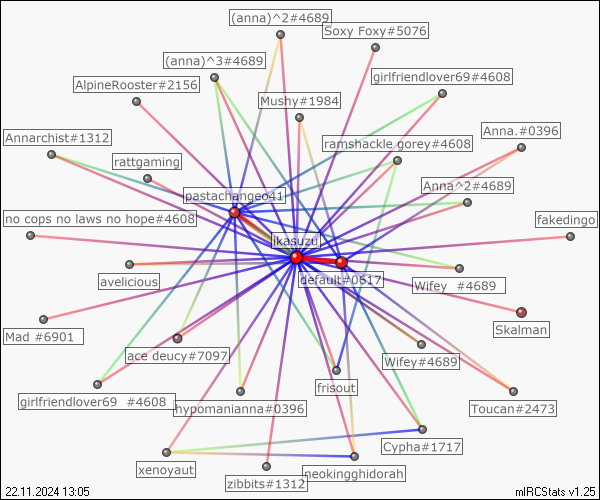 (anna)^2#4689
Soxy Foxy#5076
(anna)^3#4689
girlfriendlover69#4608
AlpineRooster#2156
Mushy#1984
Annarchist#1312
ramshackle gorey#4608
Anna.#0396
rattgaming
Anna^2#4689
pastachangeo41
no cops no laws no hope#4608
fakedingo
ikasuzu
default#0617
avelicious
Wifey #4689
Mad #6901
Skalman
ace deucy#7097
Wifey#4689
frisout
girlfriendlover69 #4608
hypomanianna#0396
Toucan#2473
Cypha#1717
xenoyaut
zibbits#1312
neokingghidorah
22.11.2024 13:05
mIRCStats v1.25